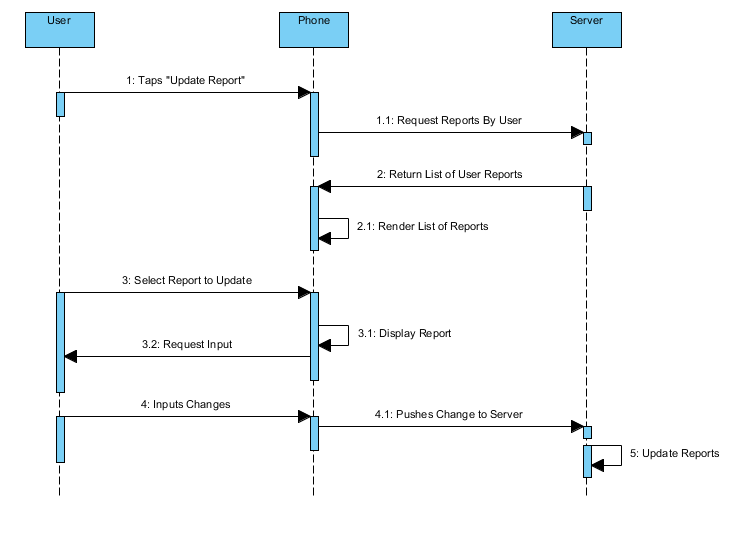 User
Phone
Server
1: Taps "Update Report"
1.1: Request Reports By User
2: Return List of User Reports
2.1: Render List of Reports
3: Select Report to Update
3.1: Display Report
3.2: Request Input
4: Inputs Changes
4.1: Pushes Change to Server
5: Update Reports